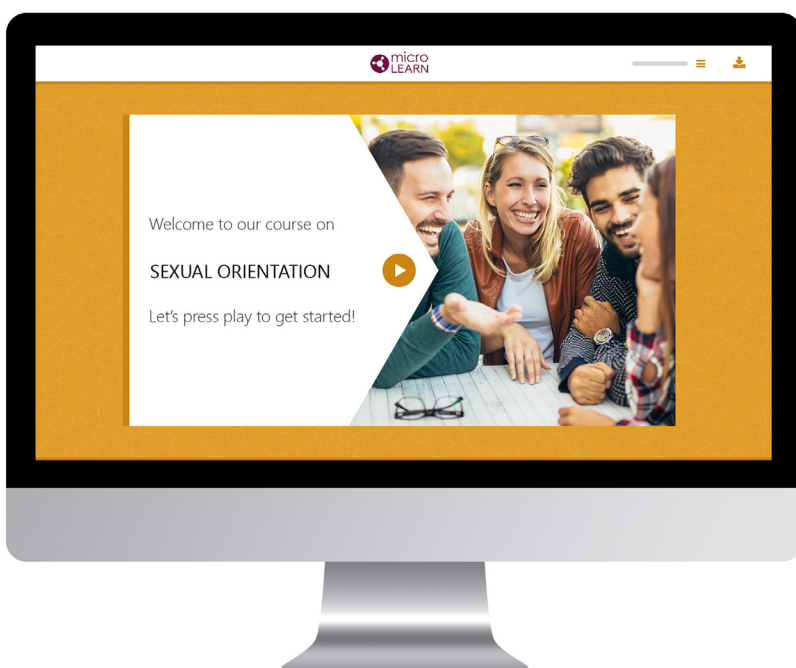 micro
LEARN
Welcome to our course on
SEXUAL ORIENTATION
Let's press play to get started!